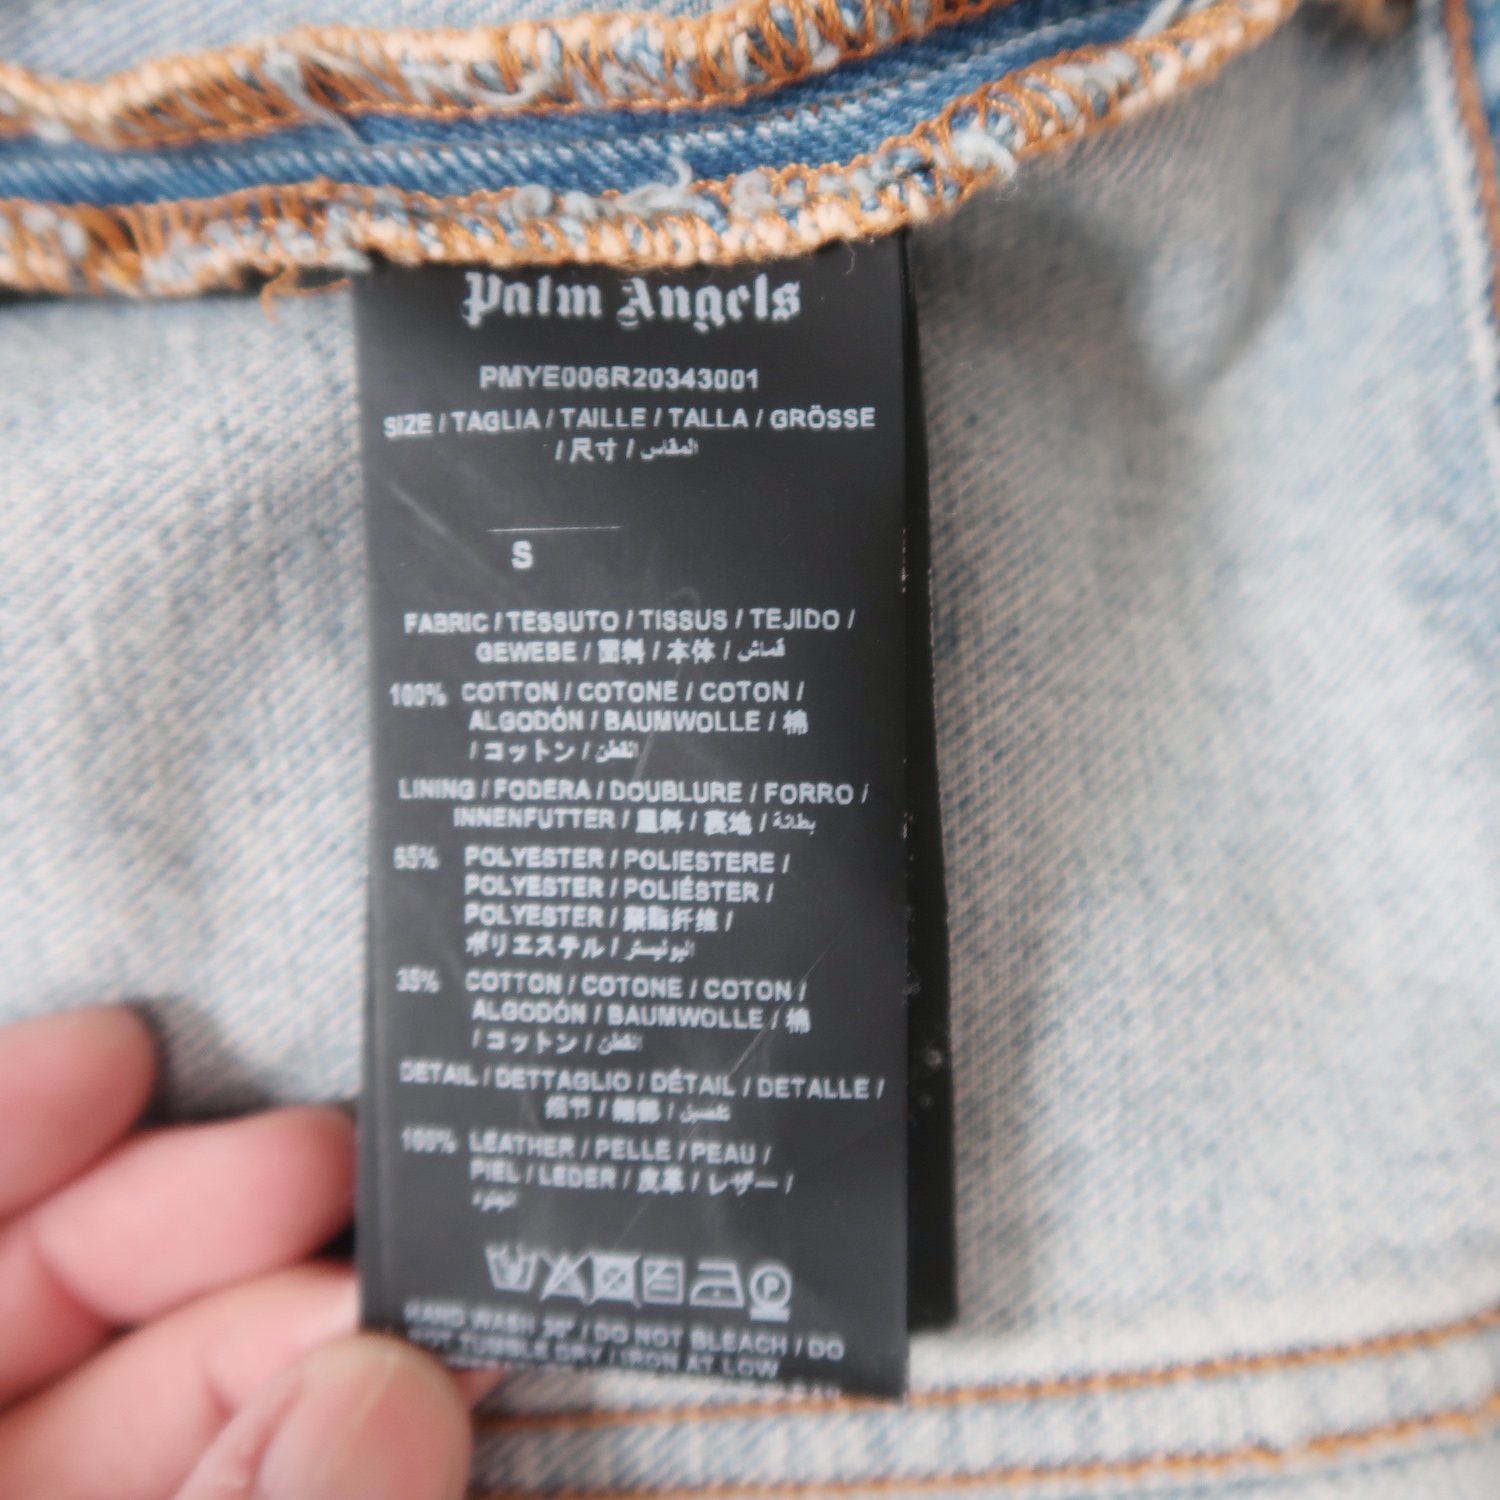 Palm Angels
PMYE006R20343001
SIZE / TAGLIA / TAILLE / TALLA / GRÖSSE
/ 尺寸 / المقاس
S
FABRIC / TESSUTO / TISSUS / TEJIDO /
GEWEBE / 面料 / 本体 / قماش
100% COTTON / COTONE / COTON /
ALGODÓN / BAUMWOLLE / 棉
/ コットン / القطن
LINING / FODERA / DOUBLURE / FORRO /
INNENFUTTER / 里料 / 裏地 / بطانة
65% POLYESTER / POLIESTERE /
POLYESTER / POLIÉSTER /
POLYESTER / 聚酯纤维 /
ポリエステル / البوليستر
35% COTTON / COTONE / COTON /
ALGODÓN / BAUMWOLLE / 棉
/ コットン / القطن
DETAIL / DETTAGLIO / DÉTAIL / DETALLE /
细节 / 細部 / تفصيل
100% LEATHER / PELLE / PEAU /
PIEL / LEDER / 皮革 / レザー /
P
HAND WASH 30° / DO NOT BLEACH / DO
NOT TUMBLE DRY / IRON AT LOW